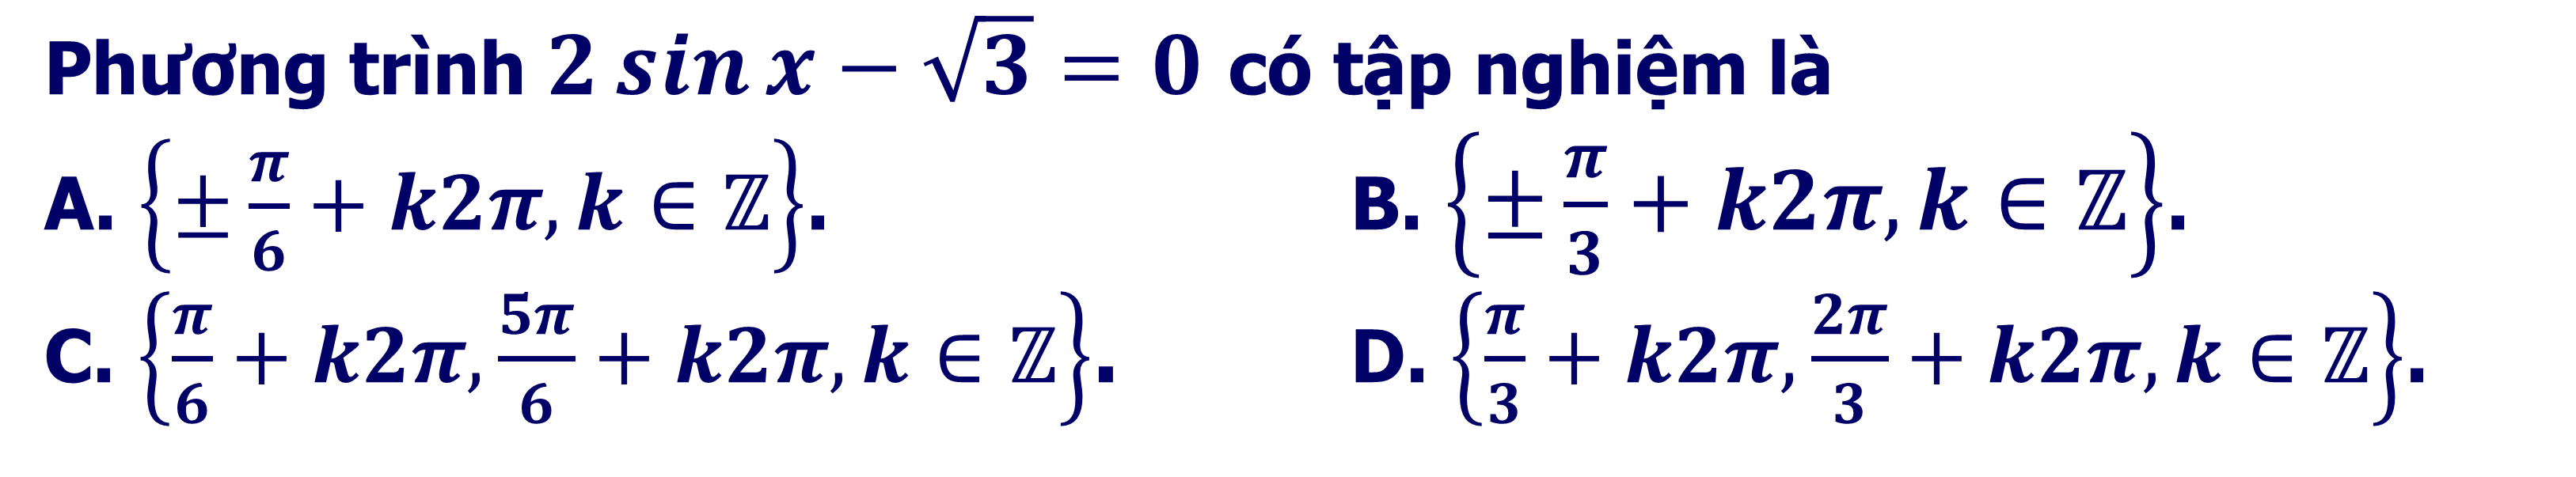 Phương trình 2 sin x − √3 = 0 có tập nghiệm là
A. {± π/6 + k2π, k ∈ ℤ}. B. {± π/3 + k2π, k ∈ ℤ}.
C. {π/6 + k2π, 5π/6 + k2π, k ∈ ℤ}. D. {π/3 + k2π, 2π/3 + k2π, k ∈ ℤ}.